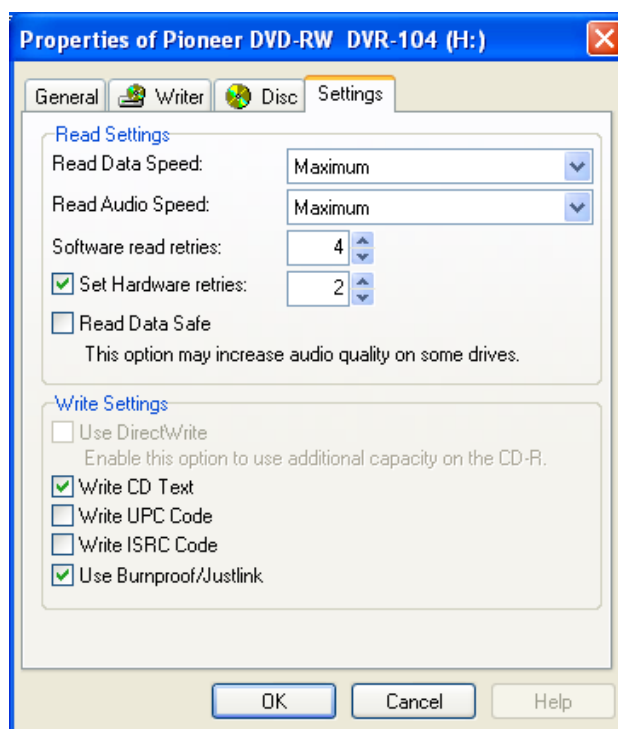 Properties of Pioneer DVD-RW DVR-104 (H:)
General Writer Disc Settings
Read Settings
Read Data Speed: Maximum
Read Audio Speed: Maximum
Software read retries: 4
Set Hardware retries: 2
Read Data Safe
This option may increase audio quality on some drives.
Write Settings
Use DirectWrite
Enable this option to use additional capacity on the CD-R.
Write CD Text
Write UPC Code
Write ISRC Code
Use Burnproof/Justlink
OK Cancel Help